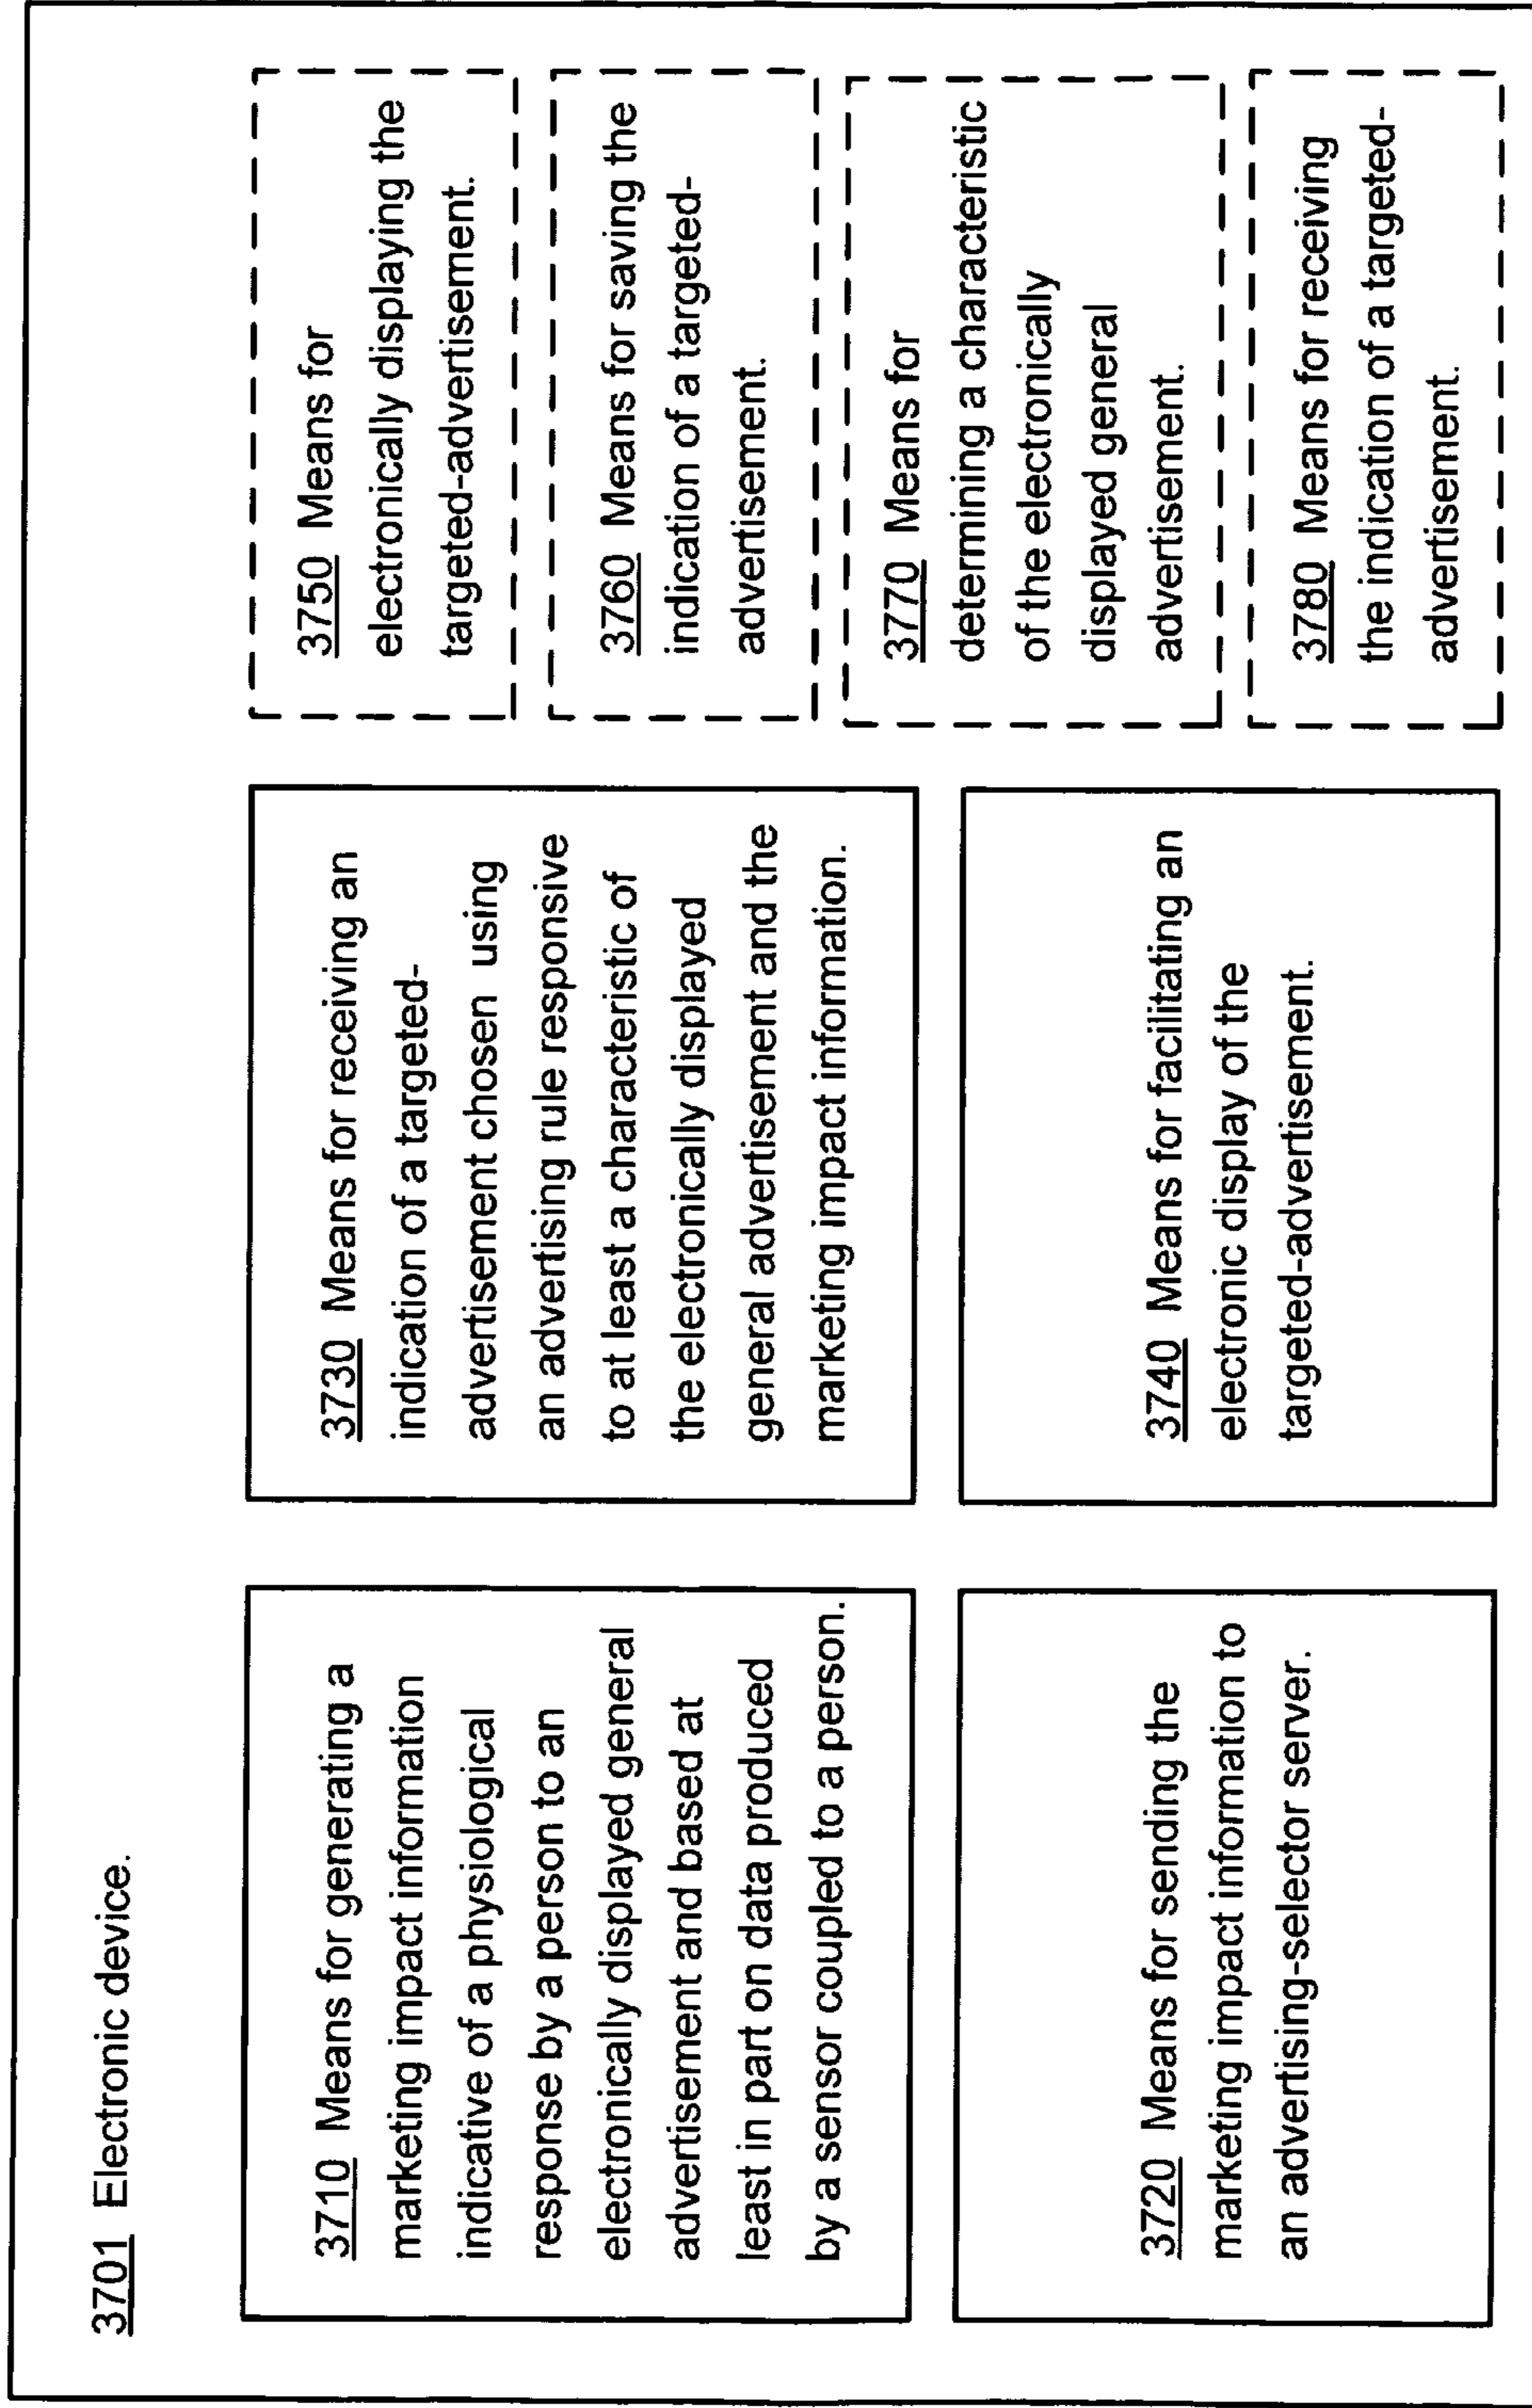 3701 Electronic device.
3710 Means for generating a
marketing impact information
indicative of a physiological
response by a person to an
electronically displayed general
advertisement and based at
least in part on data produced
by a sensor coupled to a person.
3720 Means for sending the
marketing impact information to
an advertising-selector server.
3730 Means for receiving an
indication of a targeted-
advertisement chosen using
an advertising rule responsive
to at least a characteristic of
the electronically displayed
general advertisement and the
marketing impact information.
3740 Means for facilitating an
electronic display of the
targeted-advertisement.
3750 Means for
electronically displaying the
targeted-advertisement.
3760 Means for saving the
indication of a targeted-
advertisement.
3770 Means for
determining a characteristic
of the electronically
displayed general
advertisement.
3780 Means for receiving
the indication of a targeted-
advertisement.